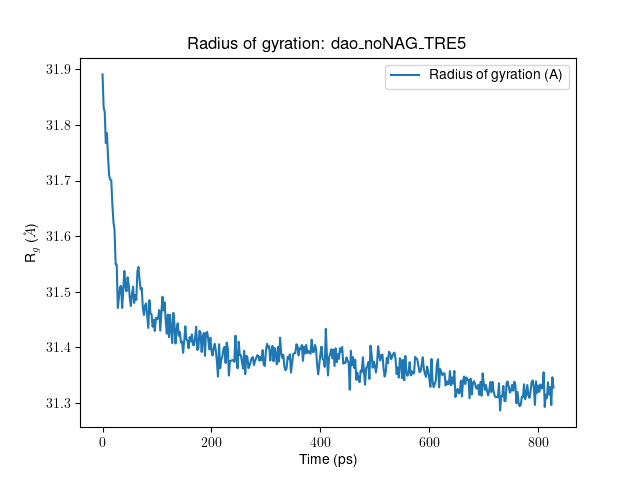 Radius of gyration: dao_noNAG_TRE5
Radius of gyration (A)
31.9
31.8
31.7
31.6
31.5
31.4
31.3
R_g (Å)
0 200 400 600 800
Time (ps)